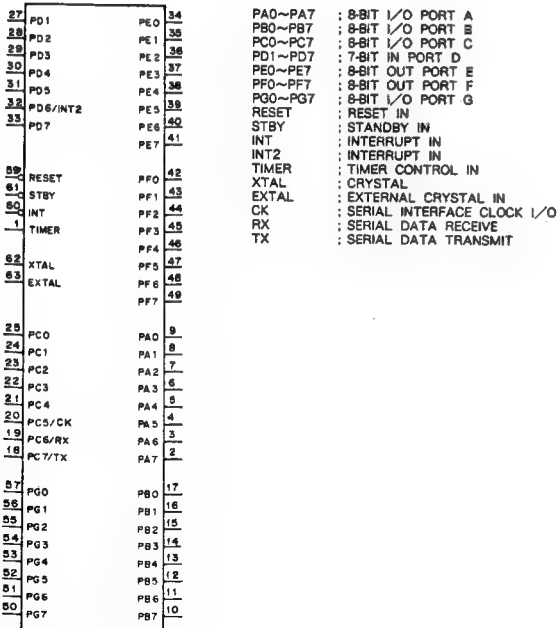 27 PD1 PE0 34
28 PD2 PE1 35
29 PD3 PE2 36
30 PD4 PE3 37
31 PD5 PE4 38
32 PD6/INT2 PE5 39
33 PD7 PE6 40
PE7 41
59 RESET PF0 42
61 STBY PF1 43
60 INT PF2 44
1 TIMER PF3 45
PF4 46
62 XTAL PF5 47
63 EXTAL PF6 48
PF7 49
25 PC0 PA0 9
24 PC1 PA1 8
23 PC2 PA2 7
22 PC3 PA3 6
21 PC4 PA4 5
20 PC5/CK PA5 4
19 PC6/RX PA6 3
18 PC7/TX PA7 2
57 PG0 PB0 17
56 PG1 PB1 16
55 PG2 PB2 15
54 PG3 PB3 14
53 PG4 PB4 13
52 PG5 PB5 12
51 PG6 PB6 11
50 PG7 PB7 10
PA0~PA7 : 8-BIT I/O PORT A
PB0~PB7 : 8-BIT I/O PORT B
PC0~PC7 : 8-BIT I/O PORT C
PD1~PD7 : 7-BIT IN PORT D
PE0~PE7 : 8-BIT OUT PORT E
PF0~PF7 : 8-BIT OUT PORT F
PG0~PG7 : 8-BIT I/O PORT G
RESET : RESET IN
STBY : STANDBY IN
INT : INTERRUPT IN
INT2 : INTERRUPT IN
TIMER : TIMER CONTROL IN
XTAL : CRYSTAL
EXTAL : EXTERNAL CRYSTAL IN
CK : SERIAL INTERFACE CLOCK I/O
RX : SERIAL DATA RECEIVE
TX : SERIAL DATA TRANSMIT